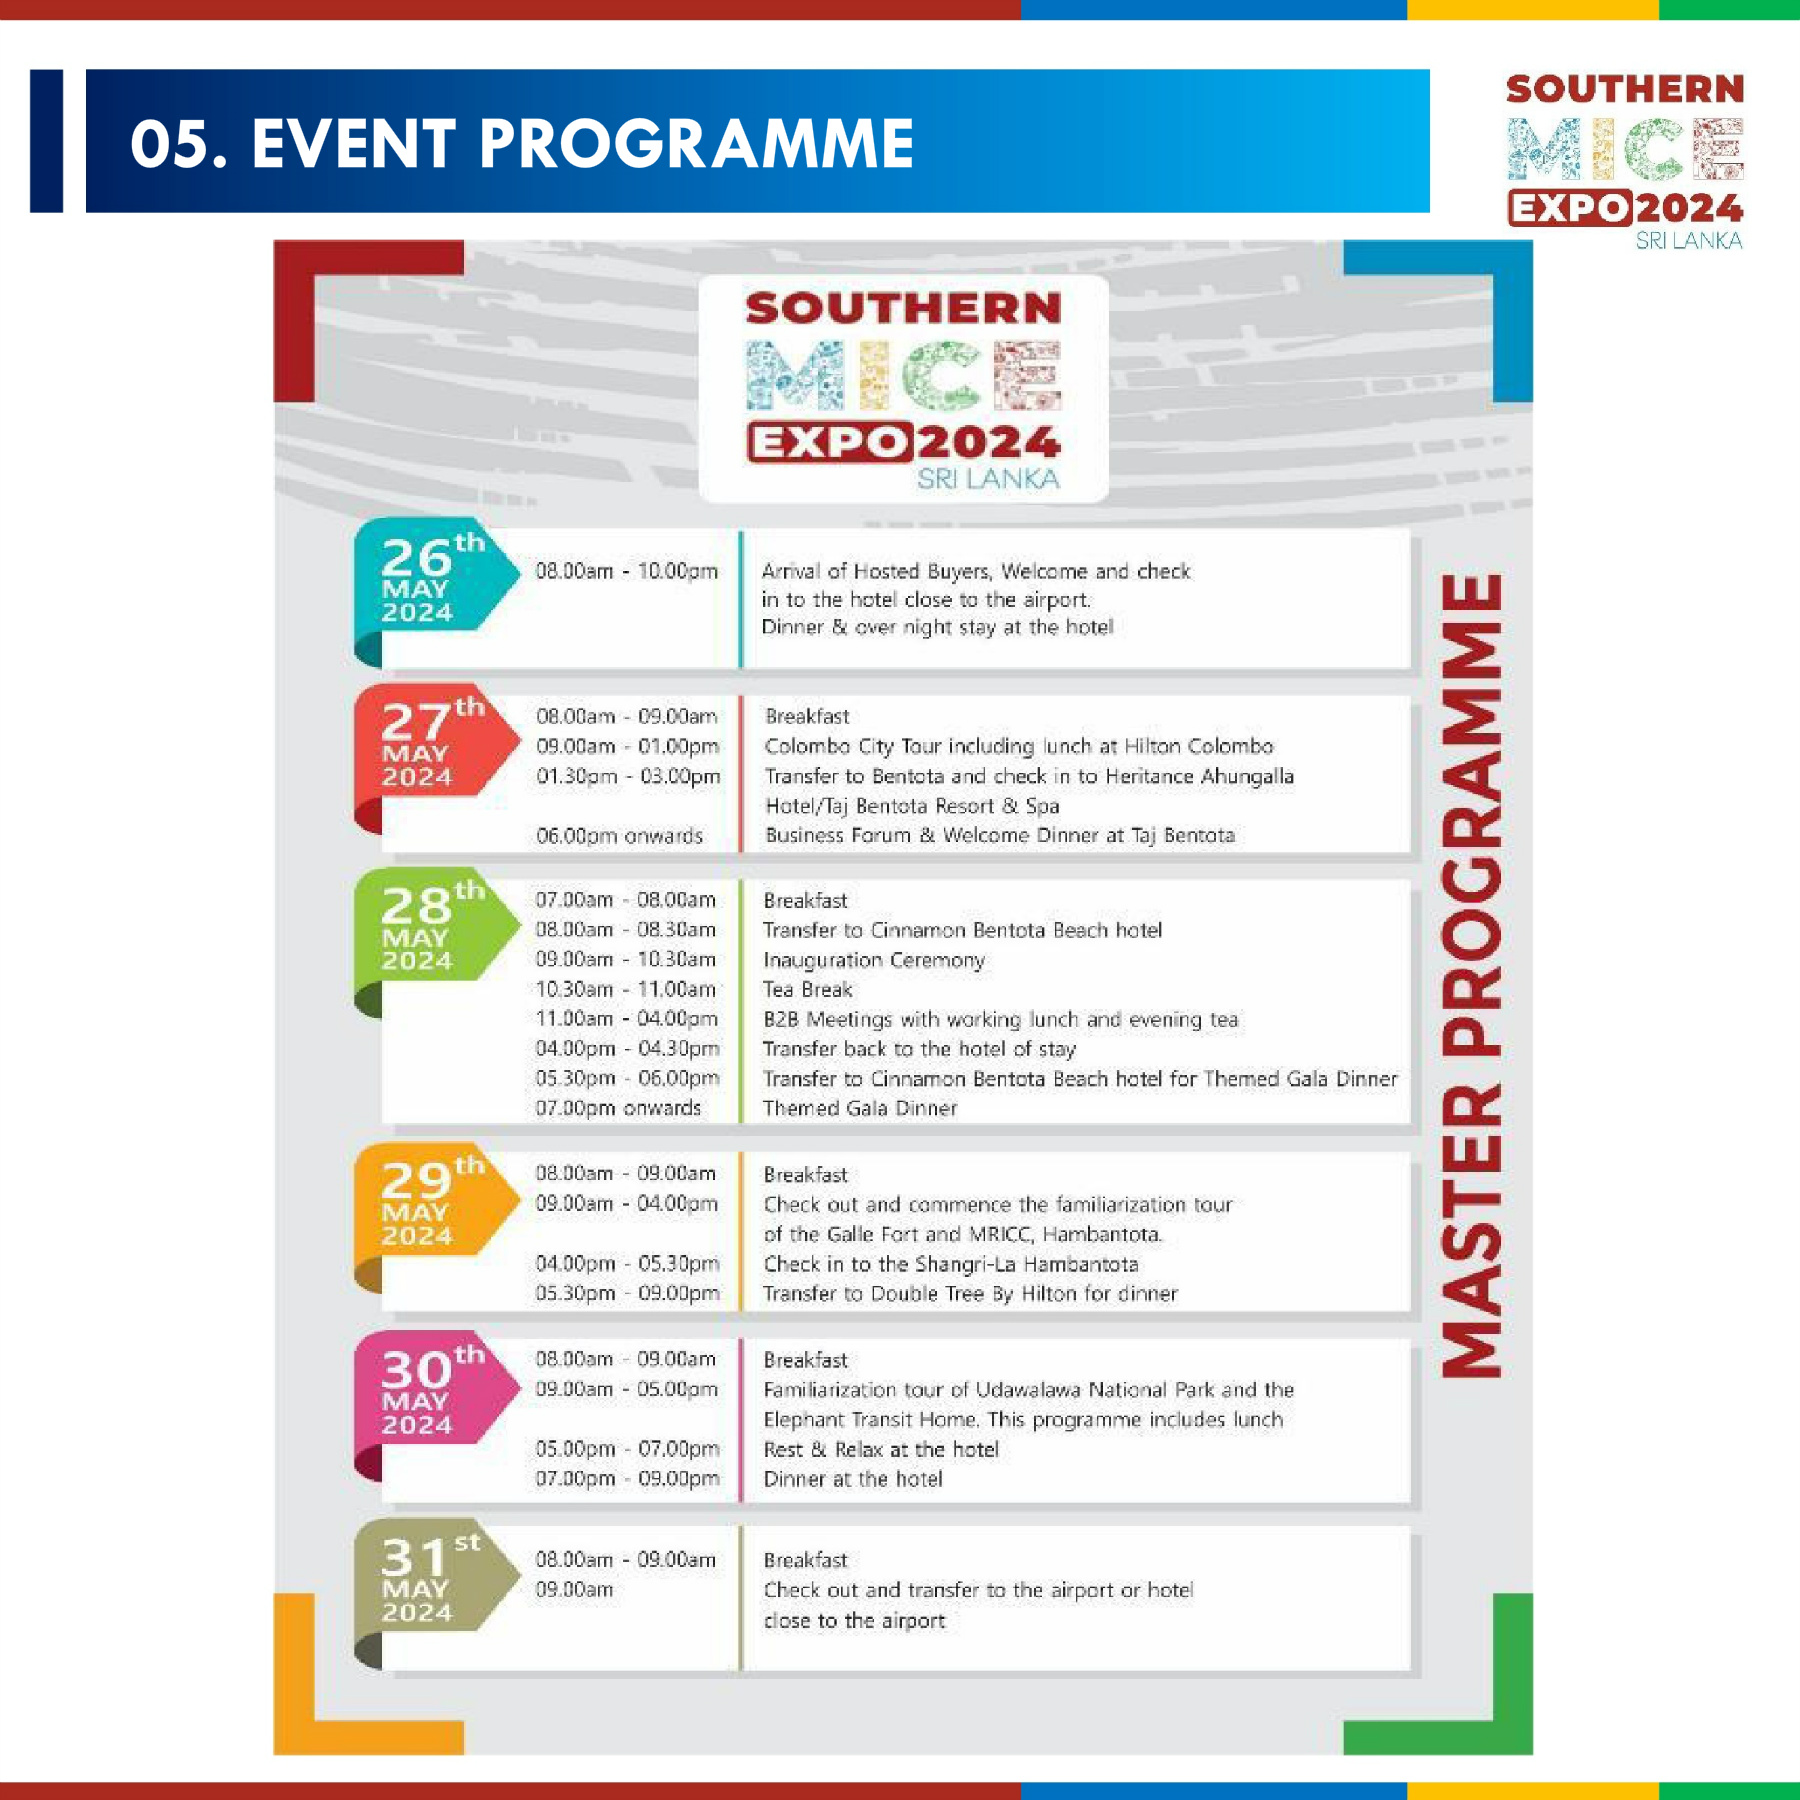 05. EVENT PROGRAMME
SOUTHERN
MICE
EXPO 2024
SRI LANKA
SOUTHERN
MICE
EXPO 2024
SRI LANKA
MASTER PROGRAMME
26th
MAY
2024
08.00am - 10.00pm Arrival of Hosted Buyers, Welcome and check
in to the hotel close to the airport.
Dinner & over night stay at the hotel
27th
MAY
2024
08.00am - 09.00am Breakfast
09.00am - 01.00pm Colombo City Tour including lunch at Hilton Colombo
01.30pm - 03.00pm Transfer to Bentota and check in to Heritance Ahungalla
Hotel/Taj Bentota Resort & Spa
06.00pm onwards Business Forum & Welcome Dinner at Taj Bentota
28th
MAY
2024
07.00am - 08.00am Breakfast
08.00am - 08.30am Transfer to Cinnamon Bentota Beach hotel
09.00am - 10.30am Inauguration Ceremony
10.30am - 11.00am Tea Break
11.00am - 04.00pm B2B Meetings with working lunch and evening tea
04.00pm - 04.30pm Transfer back to the hotel of stay
05.30pm - 06.00pm Transfer to Cinnamon Bentota Beach hotel for Themed Gala Dinner
07.00pm onwards Themed Gala Dinner
29th
MAY
2024
08.00am - 09.00am Breakfast
09.00am - 04.00pm Check out and commence the familiarization tour
of the Galle Fort and MRICC, Hambantota.
04.00pm - 05.30pm Check in to the Shangri-La Hambantota
05.30pm - 09.00pm Transfer to Double Tree By Hilton for dinner
30th
MAY
2024
08.00am - 09.00am Breakfast
09.00am - 05.00pm Familiarization tour of Udawalawa National Park and the
Elephant Transit Home. This programme includes lunch
05.00pm - 07.00pm Rest & Relax at the hotel
07.00pm - 09.00pm Dinner at the hotel
31st
MAY
2024
08.00am - 09.00am Breakfast
09.00am Check out and transfer to the airport or hotel
close to the airport